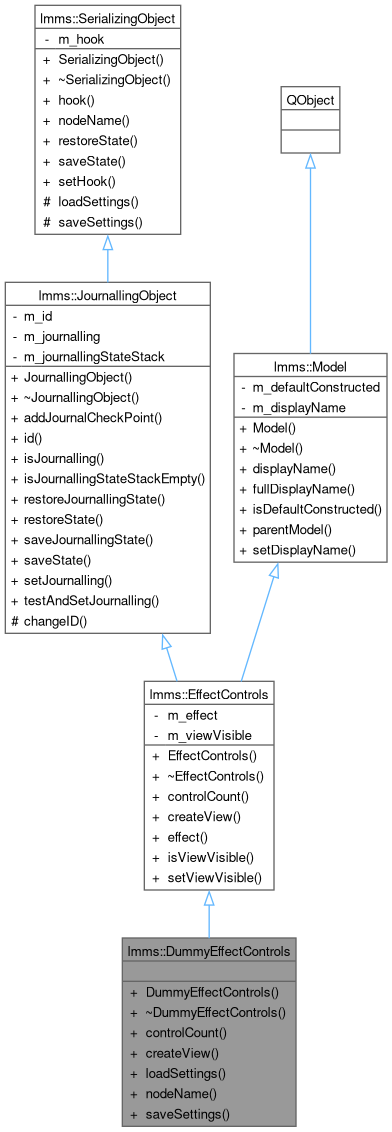 lmms::SerializingObject
- m_hook
+ SerializingObject()
+ ~SerializingObject()
+ hook()
+ nodeName()
+ restoreState()
+ saveState()
+ setHook()
# loadSettings()
# saveSettings()
QObject
lmms::JournallingObject
- m_id
- m_journalling
- m_journallingStateStack
+ JournallingObject()
+ ~JournallingObject()
+ addJournalCheckPoint()
+ id()
+ isJournalling()
+ isJournallingStateStackEmpty()
+ restoreJournallingState()
+ restoreState()
+ saveJournallingState()
+ saveState()
+ setJournalling()
+ testAndSetJournalling()
# changeID()
lmms::Model
- m_defaultConstructed
- m_displayName
+ Model()
+ ~Model()
+ displayName()
+ fullDisplayName()
+ isDefaultConstructed()
+ parentModel()
+ setDisplayName()
lmms::EffectControls
- m_effect
- m_viewVisible
+ EffectControls()
+ ~EffectControls()
+ controlCount()
+ createView()
+ effect()
+ isViewVisible()
+ setViewVisible()
lmms::DummyEffectControls
+ DummyEffectControls()
+ ~DummyEffectControls()
+ controlCount()
+ createView()
+ loadSettings()
+ nodeName()
+ saveSettings()